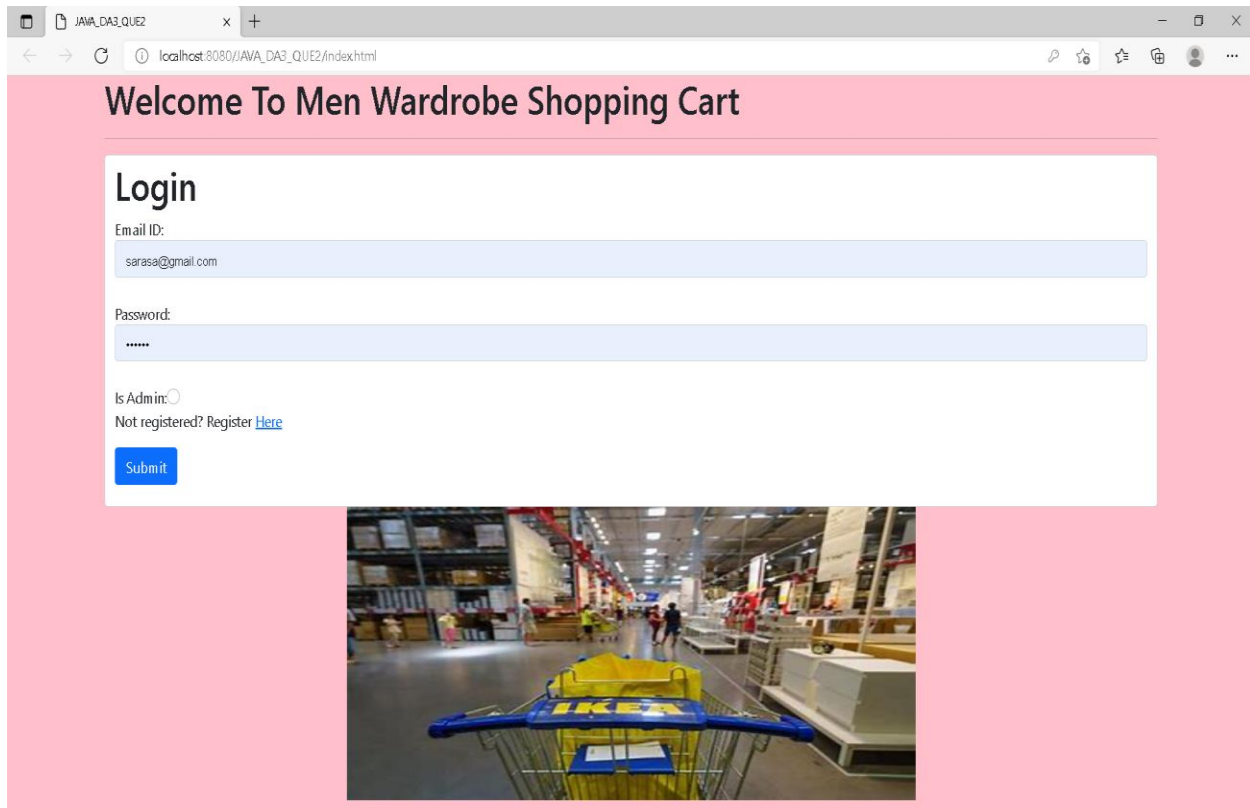 JAVA_DA3_QUE2
localhost:8080/JAVA_DA3_QUE2/index.html
Welcome To Men Wardrobe Shopping Cart
Login
Email ID:
sarasa@gmail.com
Password:
••••••
Is Admin:
Not registered? Register Here
Submit
IKEA